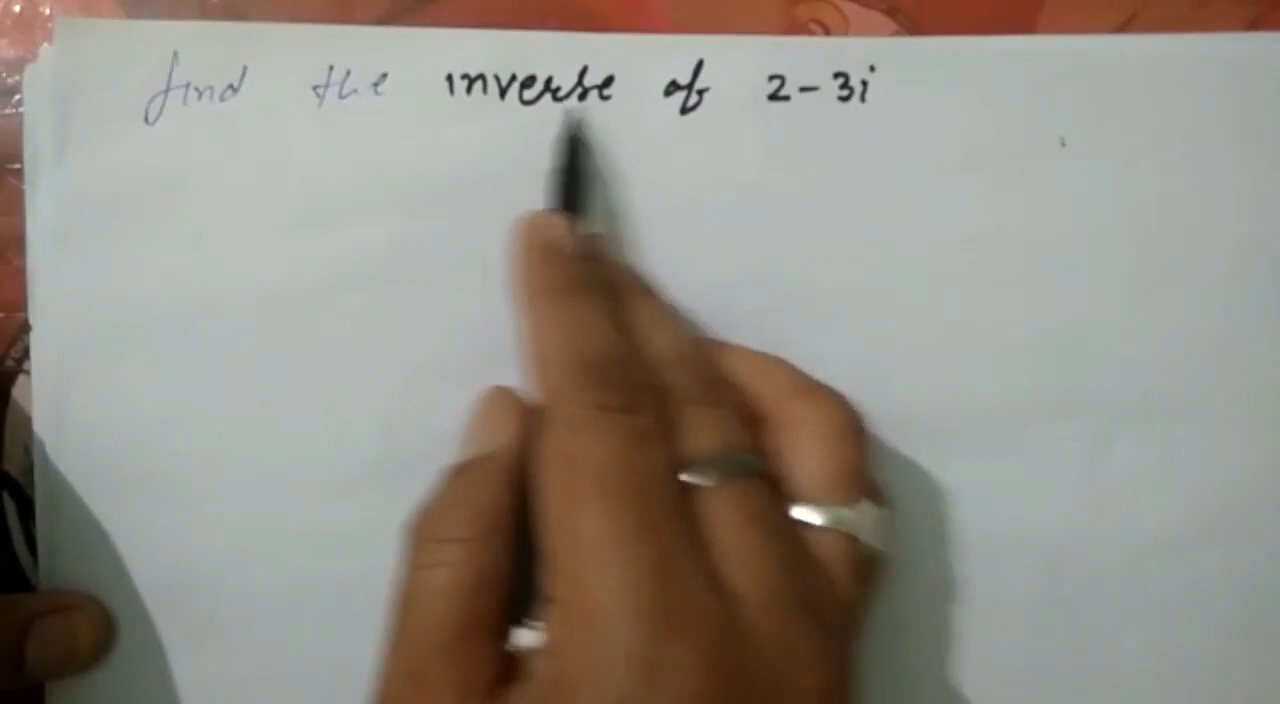 find the inverse of 2-3i